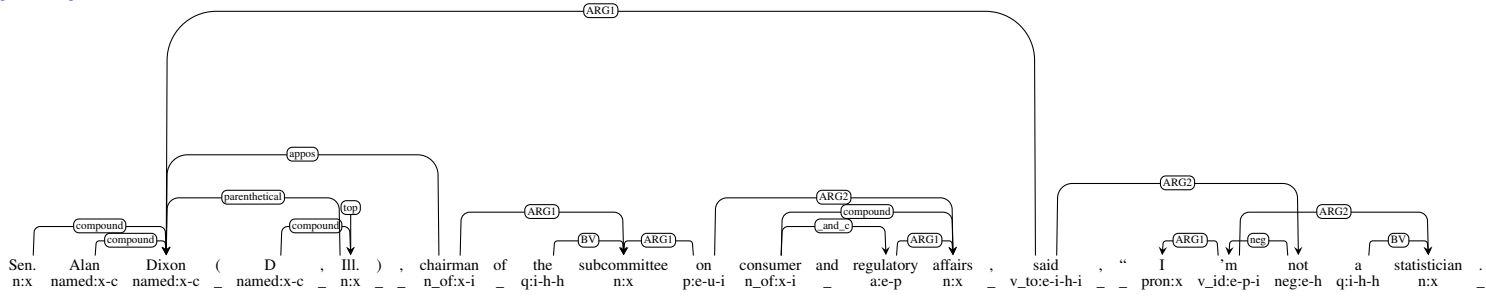 ARG1
appos
parenthetical
top
ARG2
ARG2
ARG1
compound
compound
compound
_and_c
ARG2
compound
BV
ARG1
ARG1
ARG1
neg
BV
Sen. Alan Dixon ( D , Ill. ) , chairman of the subcommittee on consumer and regulatory affairs , said , “ I 'm not a statistician .
n:x named:x-c named:x-c _ named:x-c _ n:x _ _ n_of:x-i _ q:i-h-h n:x p:e-u-i n_of:x-i _ a:e-p n:x _ v_to:e-i-h-i _ _ pron:x v_id:e-p-i neg:e-h q:i-h-h n:x _